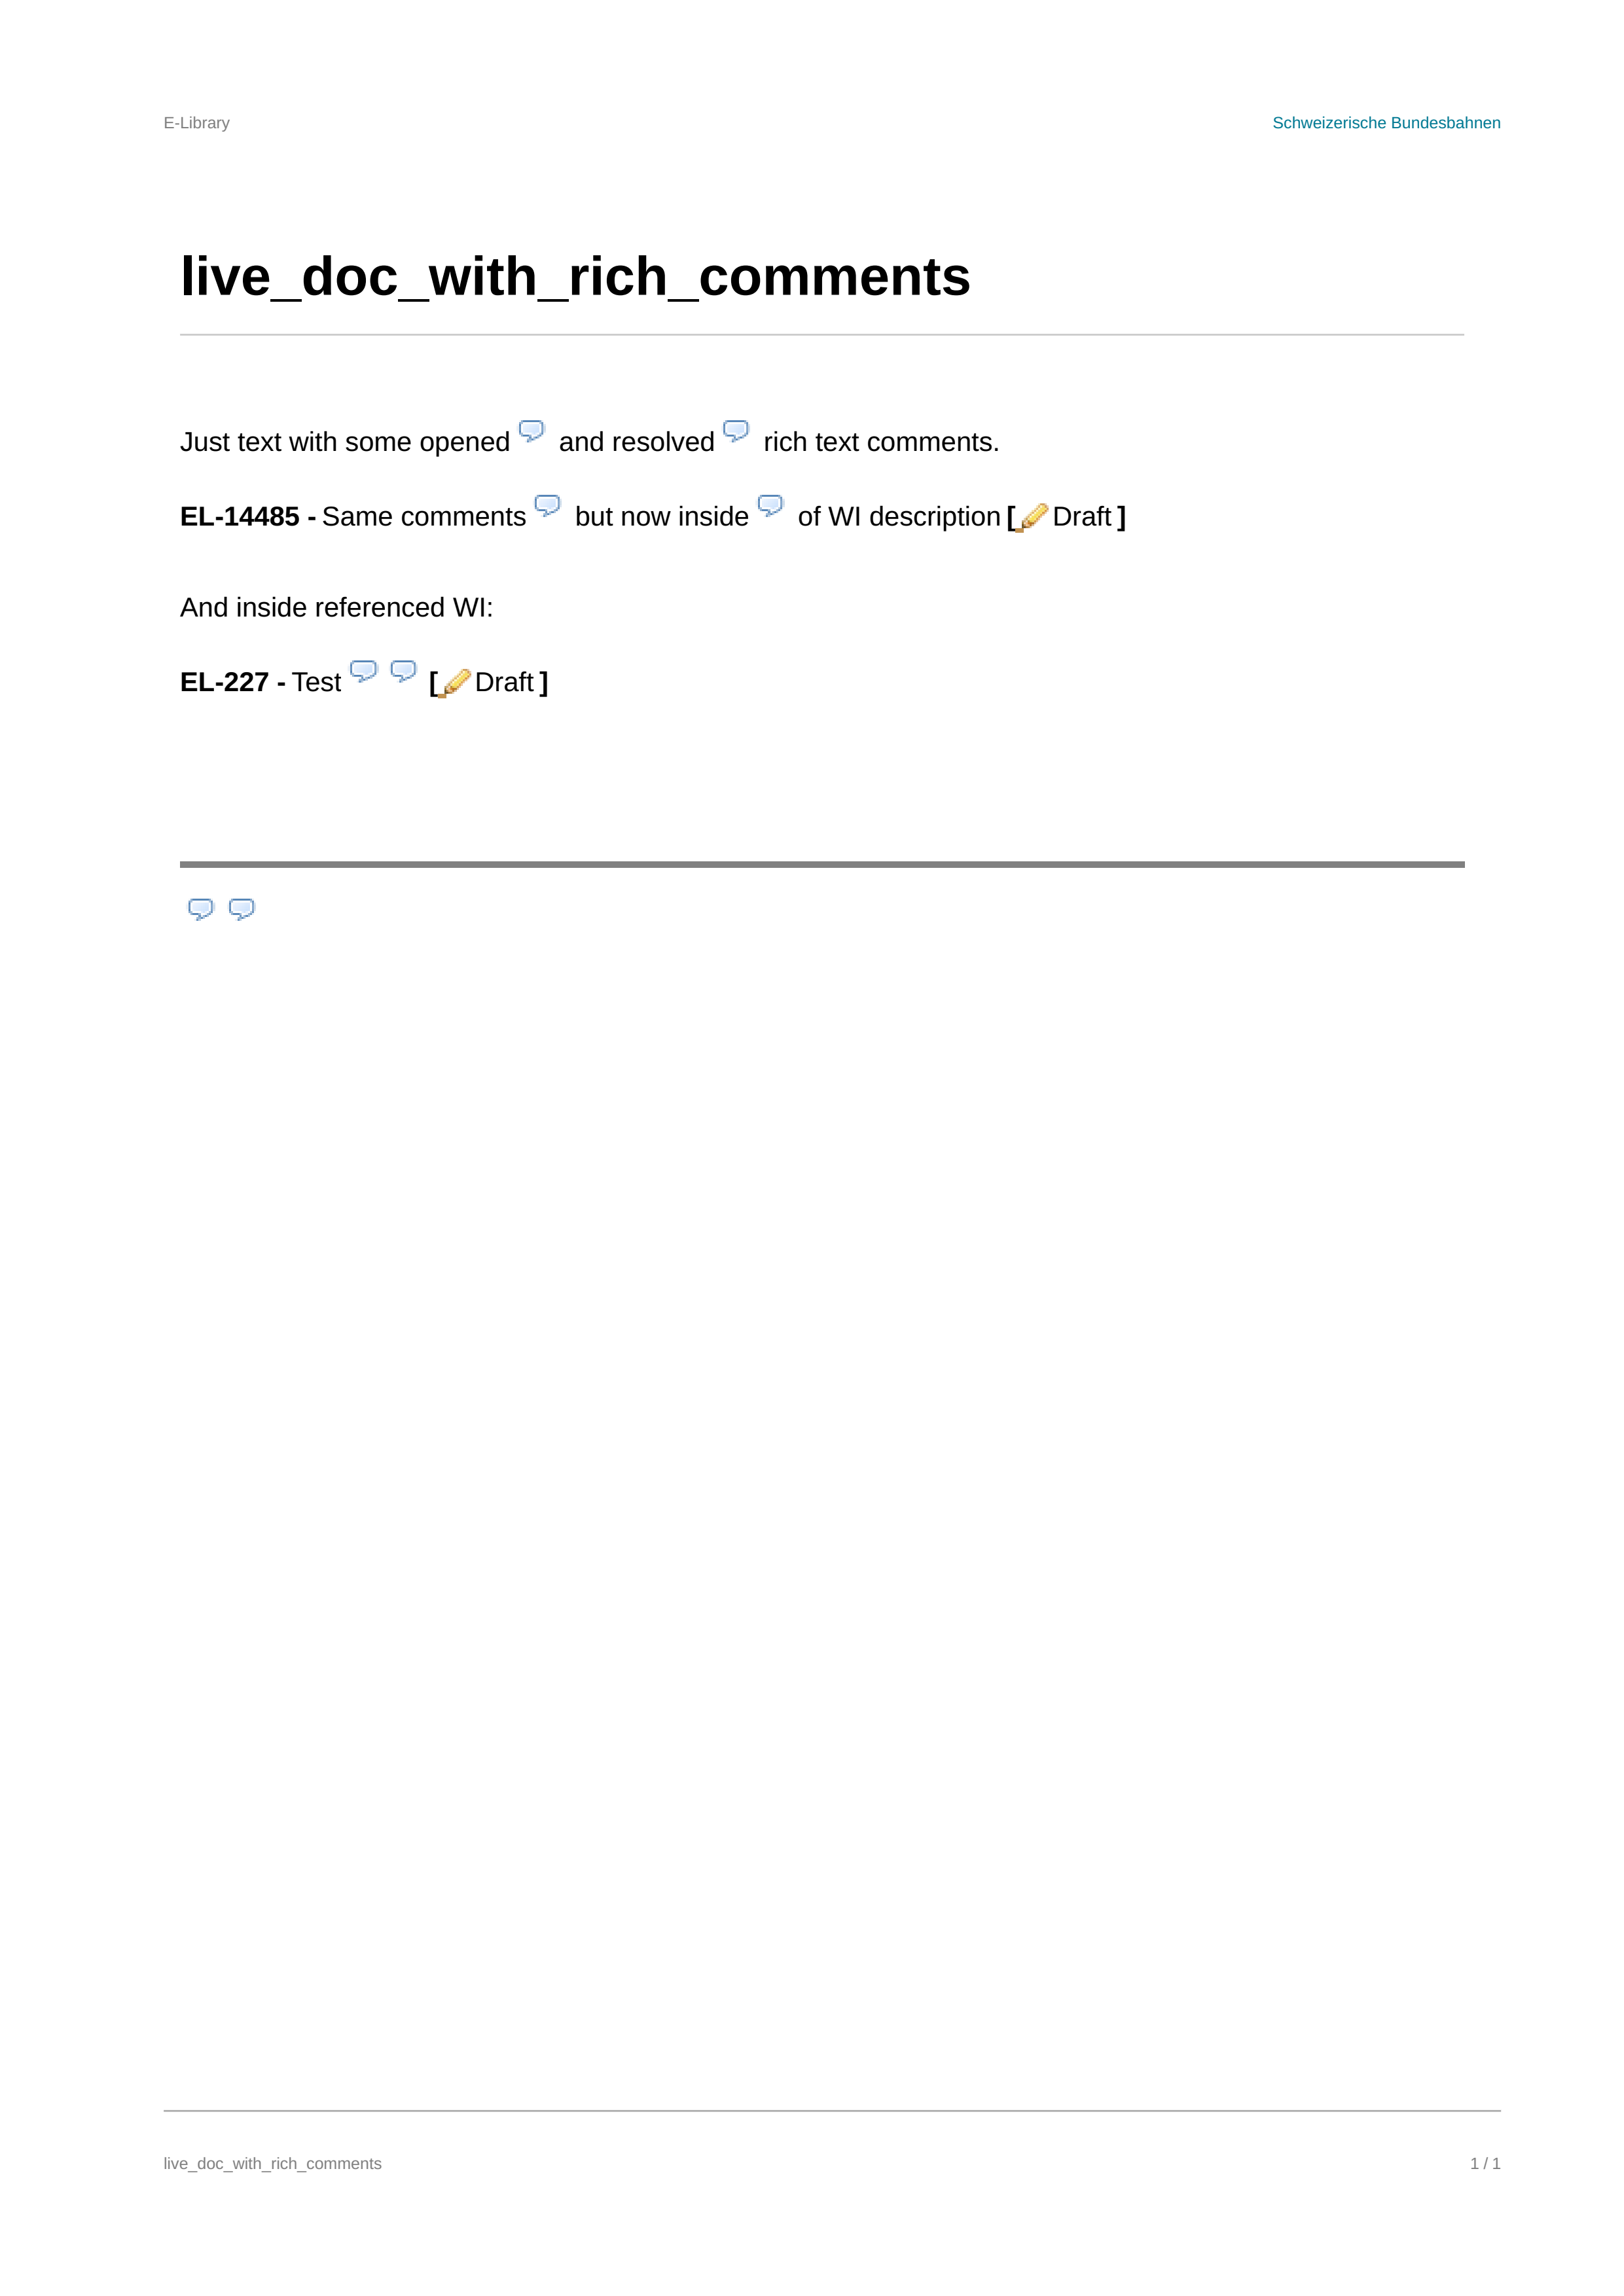 E-Library Schweizerische Bundesbahnen
live_doc_with_rich_comments
Just text with some opened and resolved rich text comments.
EL-14485 - Same comments but now inside of WI description [ Draft ]
And inside referenced WI:
EL-227 - Test [ Draft ]
live_doc_with_rich_comments 1 / 1